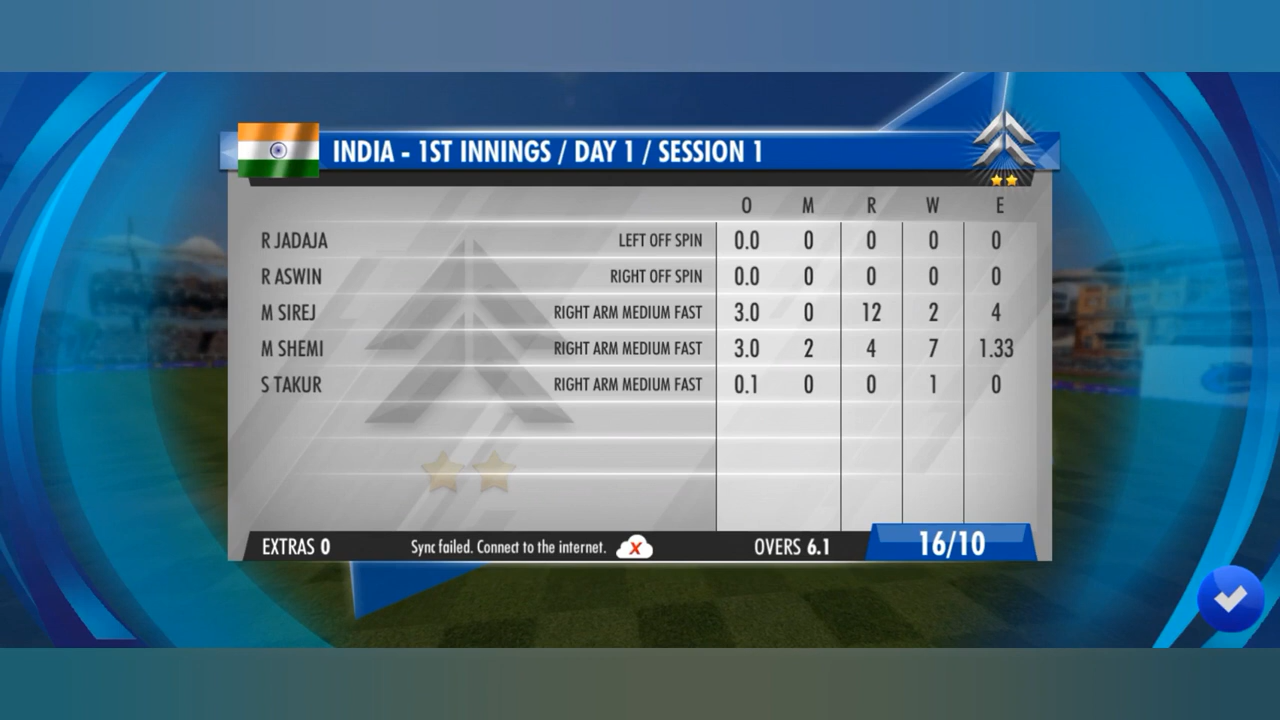 INDIA - 1ST INNINGS / DAY 1 / SESSION 1
O M R W E
R JADAJA LEFT OFF SPIN 0.0 0 0 0 0
R ASWIN RIGHT OFF SPIN 0.0 0 0 0 0
M SIREJ RIGHT ARM MEDIUM FAST 3.0 0 12 2 4
M SHEMI RIGHT ARM MEDIUM FAST 3.0 2 4 7 1.33
S TAKUR RIGHT ARM MEDIUM FAST 0.1 0 0 1 0
EXTRAS 0 Sync failed. Connect to the internet. X OVERS 6.1 16/10